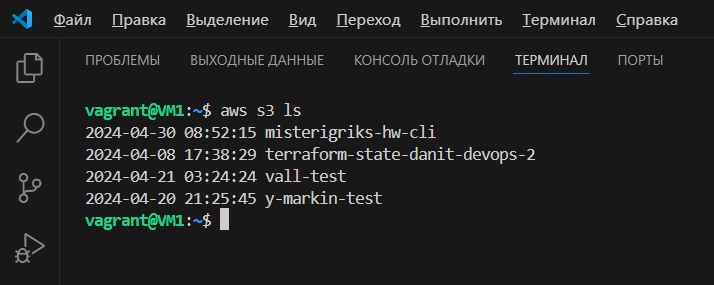 Файл Правка Выделение Вид Переход Выполнить Терминал Справка
ПРОБЛЕМЫ ВЫХОДНЫЕ ДАННЫЕ КОНСОЛЬ ОТЛАДКИ ТЕРМИНАЛ ПОРТЫ
vagrant@VM1:~$ aws s3 ls
2024-04-30 08:52:15 misterigriks-hw-cli
2024-04-08 17:38:29 terraform-state-danit-devops-2
2024-04-21 03:24:24 vall-test
2024-04-20 21:25:45 y-markin-test
vagrant@VM1:~$